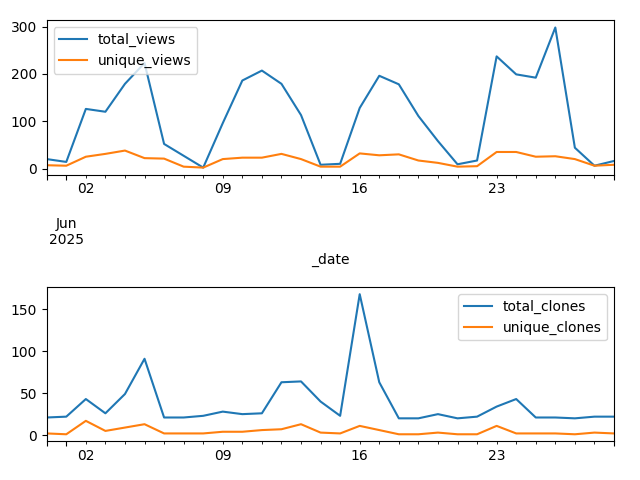 300
200
100
0
total_views
unique_views
02
09
16
23
Jun
2025
_date
150
100
50
0
total_clones
unique_clones
02
09
16
23